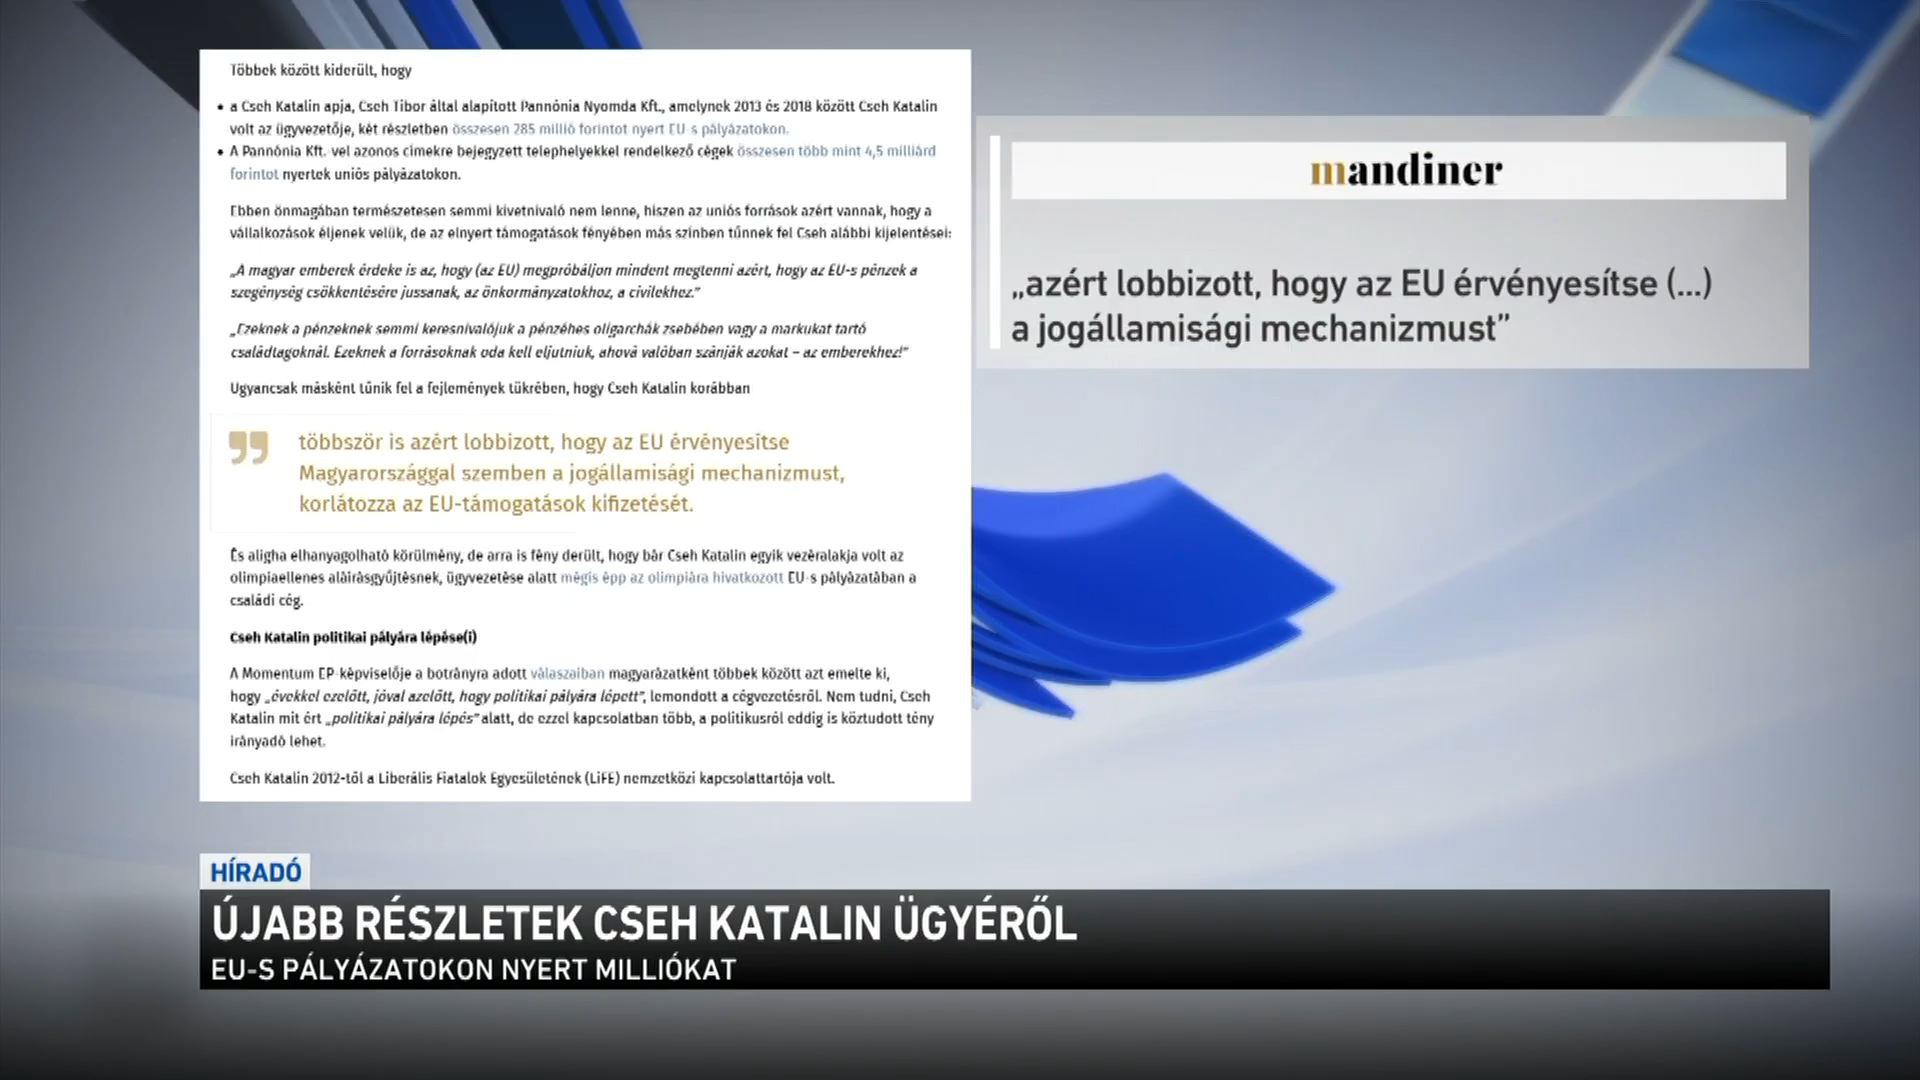 Többek között kiderült, hogy
• a Cseh Katalin apja, Cseh Tibor által alapított Pannónia Nyomda Kft., amelynek 2013 és 2018 között Cseh Katalin
volt az ügyvezetője, két részletben összesen 285 millió forintot nyert EU-s pályázatokon.
• A Pannónia Kft.-vel azonos címekre bejegyzett telephelyekkel rendelkező cégek összesen több mint 4,5 milliárd
forintot nyertek uniós pályázatokon.
Ebben önmagában természetesen semmi kivetnivaló nem lenne, hiszen az uniós források azért vannak, hogy a
vállalkozások éljenek velük, de az elnyert támogatások fényében más színben tűnnek fel Cseh alábbi kijelentései:
„A magyar emberek érdeke is az, hogy (az EU) megpróbáljon mindent megtenni azért, hogy az EU-s pénzek a
szegénység csökkentésére jussanak, az önkormányzatokhoz, a civilekhez.”
„Ezeknek a pénzeknek semmi keresnivalójuk a pénzéhes oligarchák zsebében vagy a markukat tartó
családtagoknál. Ezeknek a forrásoknak oda kell eljutniuk, ahová valóban szánják azokat – az emberekhez!”
Ugyancsak másként tűnik fel a fejlemények tükrében, hogy Cseh Katalin korábban
többször is azért lobbizott, hogy az EU érvényesítse
Magyarországgal szemben a jogállamisági mechanizmust,
korlátozza az EU-támogatások kifizetését.
És aligha elhanyagolható körülmény, de arra is fény derült, hogy bár Cseh Katalin egyik vezéralakja volt az
olimpiaellenes aláírásgyűjtésnek, ügyvezetése alatt mégis épp az olimpiára hivatkozott EU-s pályázatában a
családi cég.
Cseh Katalin politikai pályára lépése(i)
A Momentum EP-képviselője a botrányra adott válaszaiban magyarázatként többek között azt emelte ki,
hogy „évekkel ezelőtt, jóval azelőtt, hogy politikai pályára lépett”, lemondott a cégvezetésről. Nem tudni, Cseh
Katalin mit ért „politikai pályára lépés” alatt, de ezzel kapcsolatban több, a politikusról eddig is köztudott tény
irányadó lehet.
Cseh Katalin 2012-től a Liberális Fiatalok Egyesületének (LiFE) nemzetközi kapcsolattartója volt.
mandiner
„azért lobbizott, hogy az EU érvényesítse (...)
a jogállamisági mechanizmust”
HÍRADÓ
ÚJABB RÉSZLETEK CSEH KATALIN ÜGYÉRŐL
EU-S PÁLYÁZATOKON NYERT MILLIÓKAT